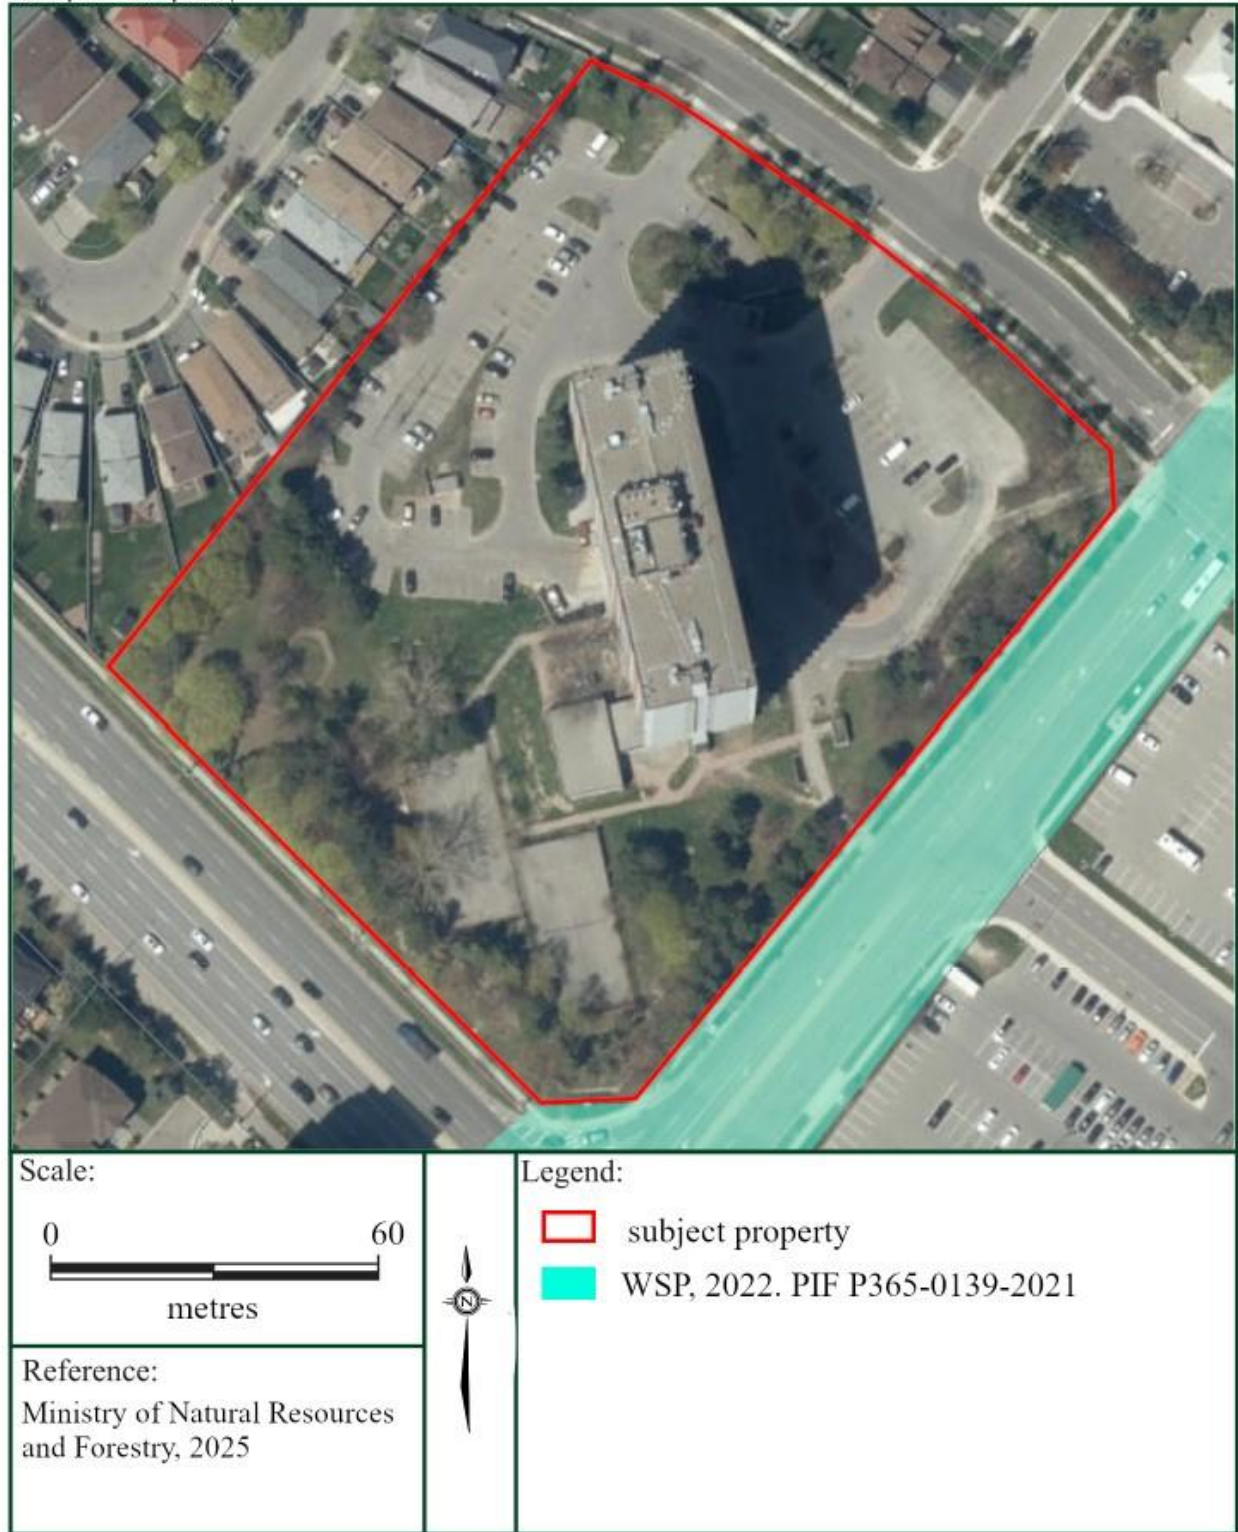 Scale:
0 60
metres
Reference:
Ministry of Natural Resources
and Forestry, 2025
N
Legend:
subject property
WSP, 2022. PIF P365-0139-2021